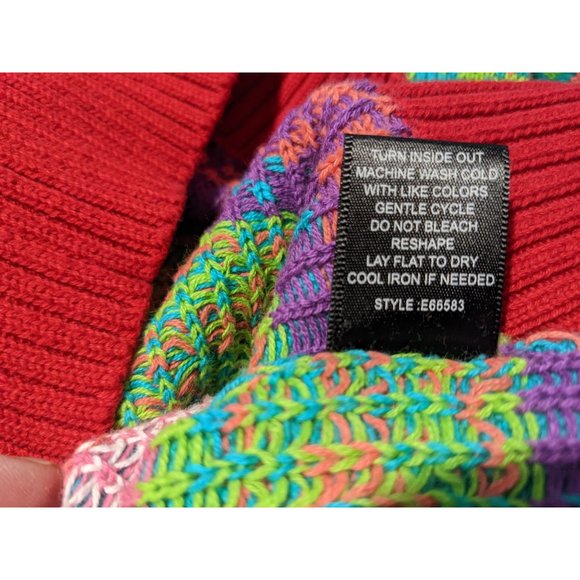 TURN INSIDE OUT
MACHINE WASH COLD
WITH LIKE COLORS
GENTLE CYCLE
DO NOT BLEACH
RESHAPE
LAY FLAT TO DRY
COOL IRON IF NEEDED
STYLE :E66583